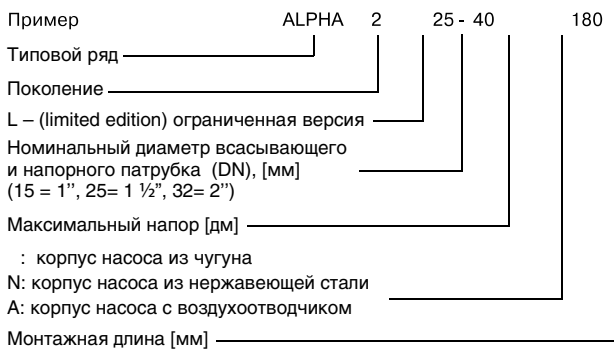 Пример ALPHA 2 25 - 40 180
Типовой ряд
Поколение
L – (limited edition) ограниченная версия
Номинальный диаметр всасывающего
и напорного патрубка (DN), [мм]
(15 = 1’’, 25= 1 ½”, 32= 2’’)
Максимальный напор [дм]
: корпус насоса из чугуна
N: корпус насоса из нержавеющей стали
A: корпус насоса с воздухоотводчиком
Монтажная длина [мм]